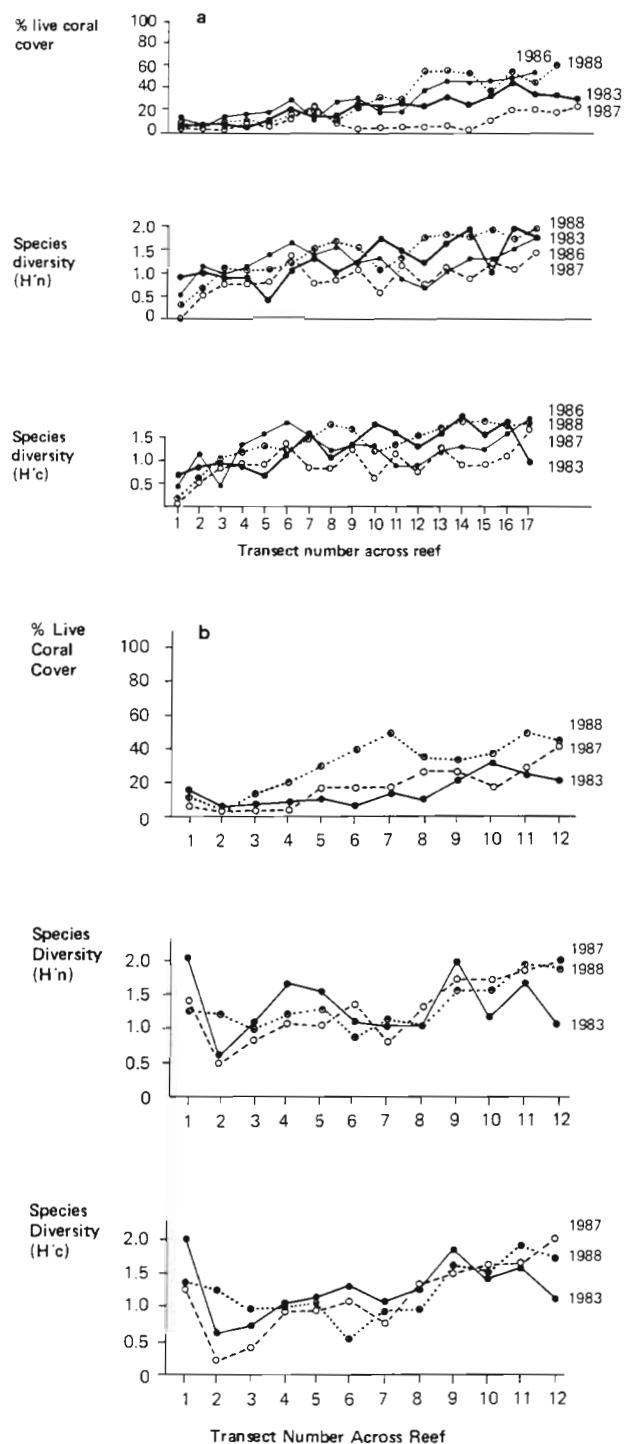 % live coral
cover
a
100
80
60
40
20
0
1986
1988
1983
1987
Species
diversity
(H'n)
2.0
1.5
1.0
0.5
0
1988
1983
1986
1987
Species
diversity
(H'c)
1.5
1.0
0.5
1986
1988
1987
1983
1 2 3 4 5 6 7 8 9 10 11 12 13 14 15 16 17
Transect number across reef
% Live
Coral
Cover
b
100
80
60
40
20
0
1988
1987
1983
1 2 3 4 5 6 7 8 9 10 11 12
Species
Diversity
(H'n)
2.0
1.5
1.0
0.5
0
1987
1988
1983
1 2 3 4 5 6 7 8 9 10 11 12
Species
Diversity
(H'c)
2.0
1.5
1.0
0.5
0
1987
1988
1983
1 2 3 4 5 6 7 8 9 10 11 12
Transect Number Across Reef